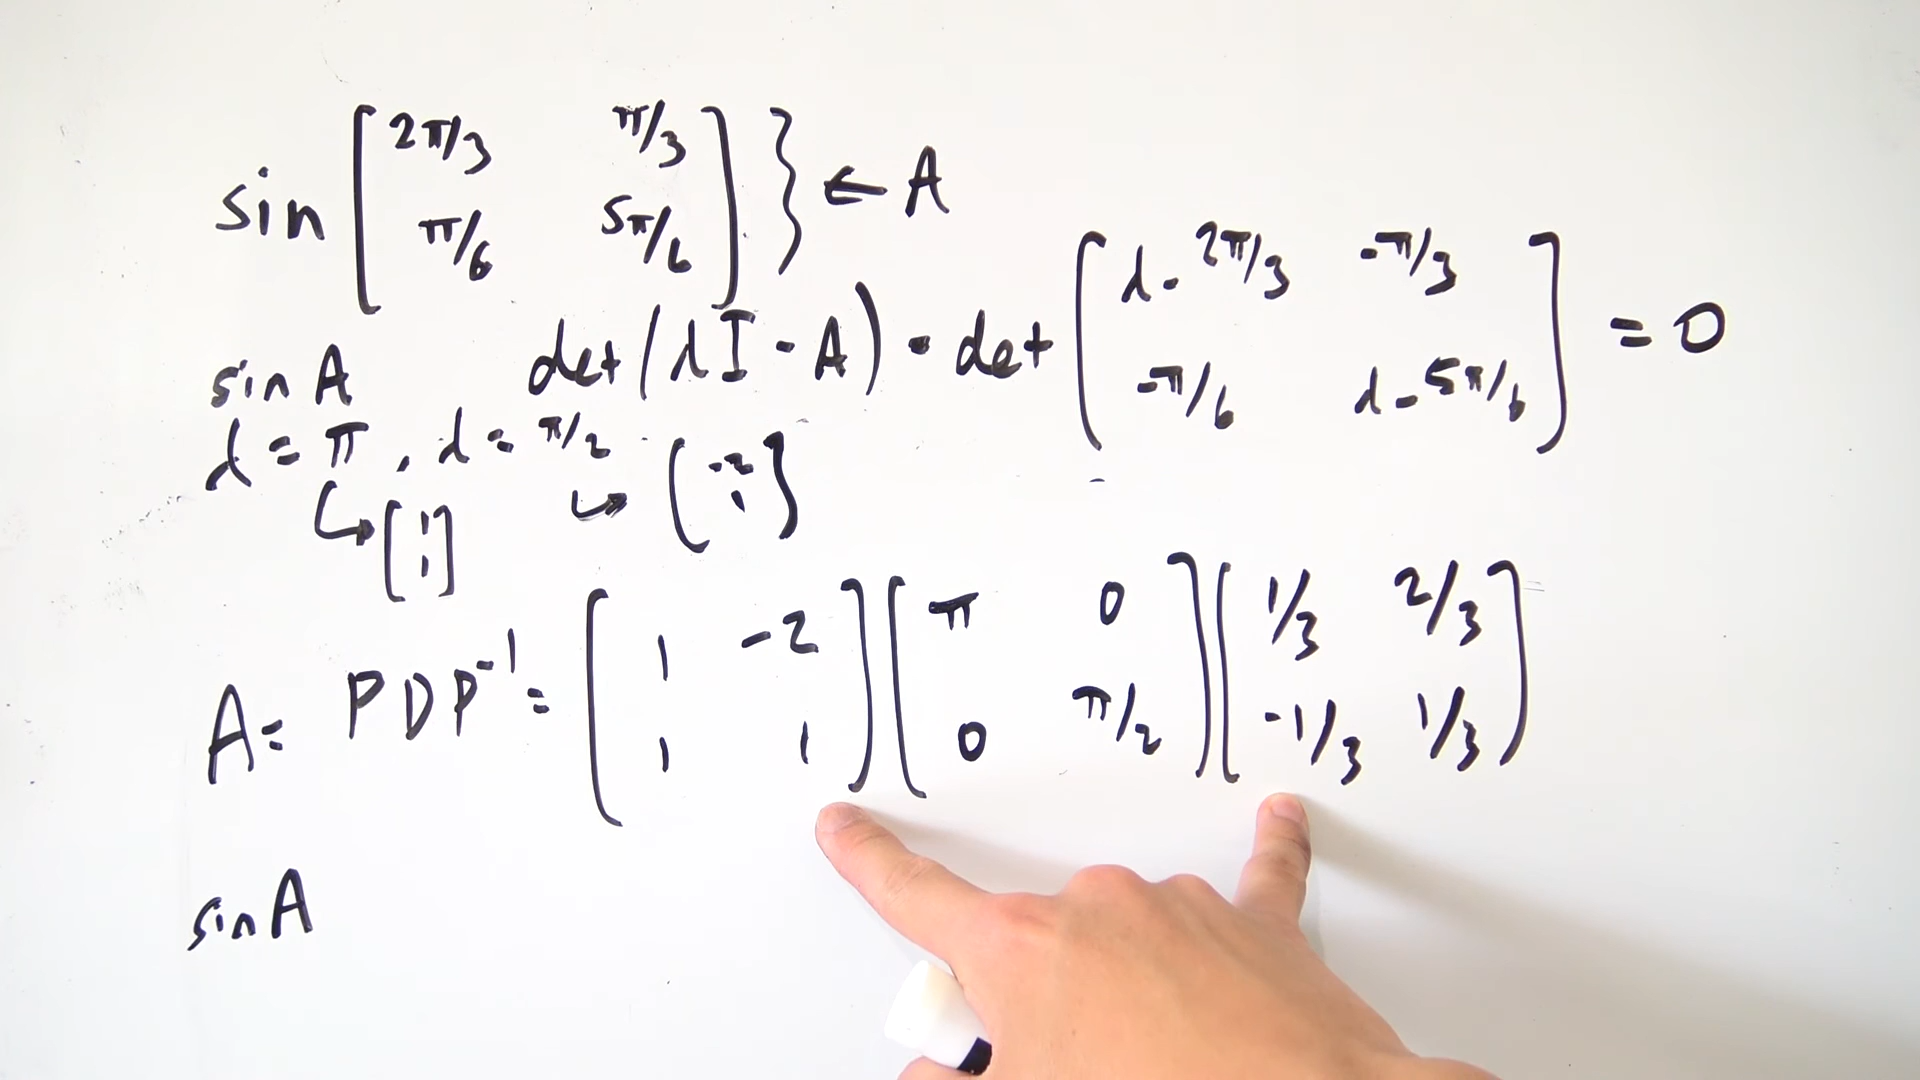 sin [ 2π/3 π/3 ] } ← A
[ π/6 5π/6 ]
sin A det(λI - A) = det [ λ - 2π/3 -π/3 ] = 0
[ -π/6 λ - 5π/6 ]
λ = π , λ = π/2
↳ [ 1 ] ↳ [ -2 ]
[ 1 ] [ 1 ]
A = PDP⁻¹ = [ 1 -2 ] [ π 0 ] [ 1/3 2/3 ]
[ 1 1 ] [ 0 π/2 ] [ -1/3 1/3 ]
sin A